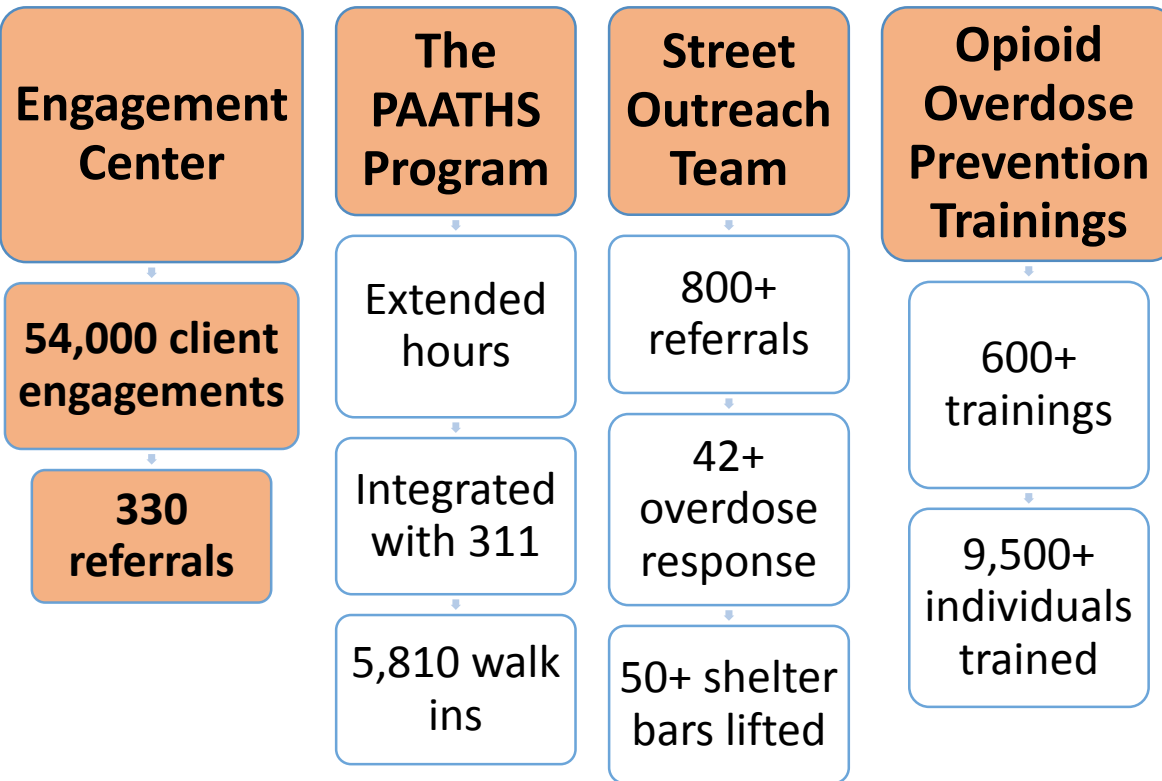 Engagement
Center
54,000 client
engagements
330
referrals
The
PAATHS
Program
Extended
hours
Integrated
with 311
5,810 walk
ins
Street
Outreach
Team
800+
referrals
42+
overdose
response
50+ shelter
bars lifted
Opioid
Overdose
Prevention
Trainings
600+
trainings
9,500+
individuals
trained